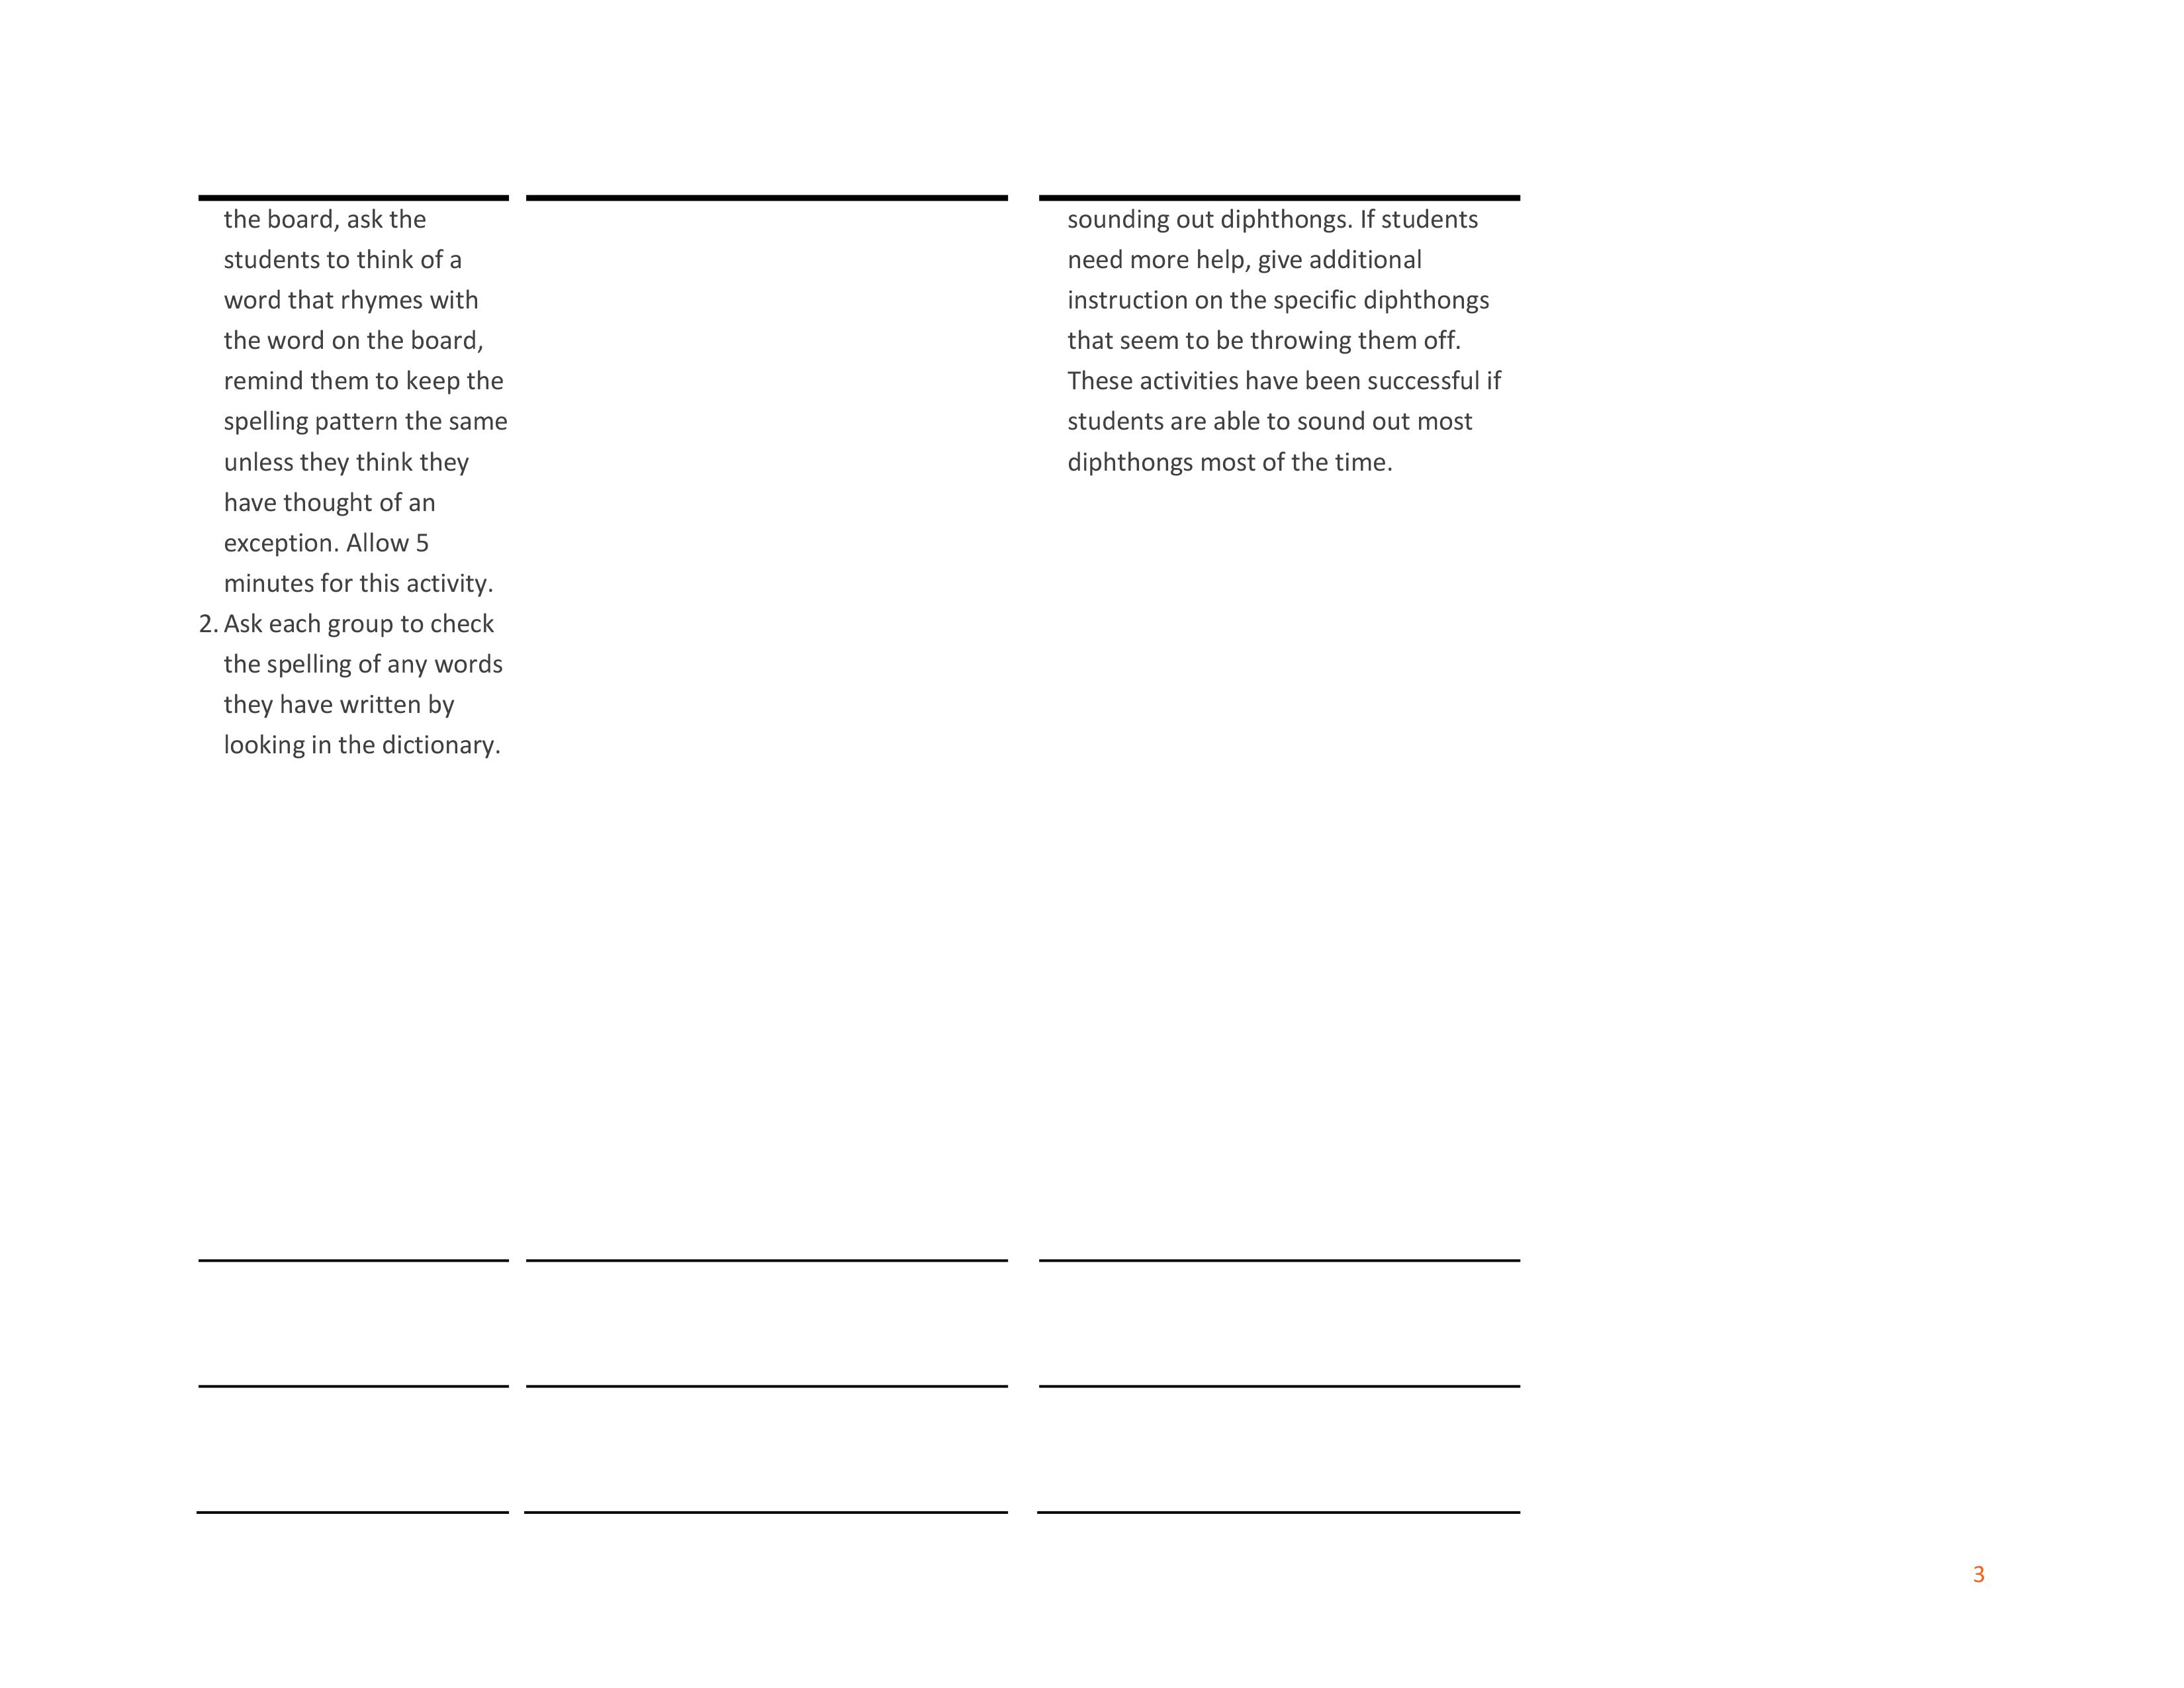 the board, ask the
students to think of a
word that rhymes with
the word on the board,
remind them to keep the
spelling pattern the same
unless they think they
have thought of an
exception. Allow 5
minutes for this activity.
2. Ask each group to check
the spelling of any words
they have written by
looking in the dictionary.
sounding out diphthongs. If students
need more help, give additional
instruction on the specific diphthongs
that seem to be throwing them off.
These activities have been successful if
students are able to sound out most
diphthongs most of the time.
3